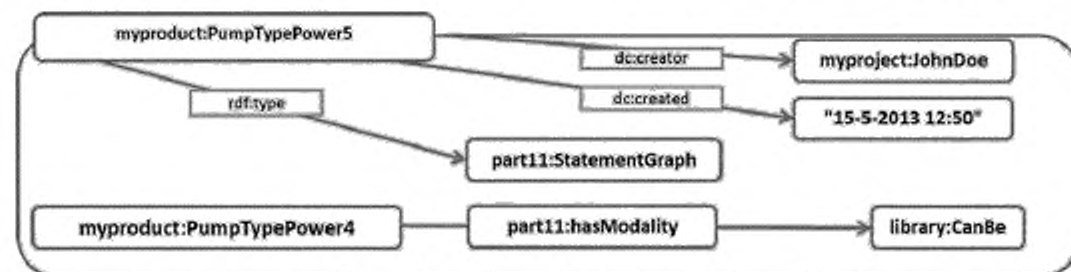 myproduct:PumpTypePower5
dc:creator
myproject:JohnDoe
dc:created
"15-5-2013 12:50"
rdf:type
part11:StatementGraph
myproduct:PumpTypePower4
part11:hasModality
library:CanBe